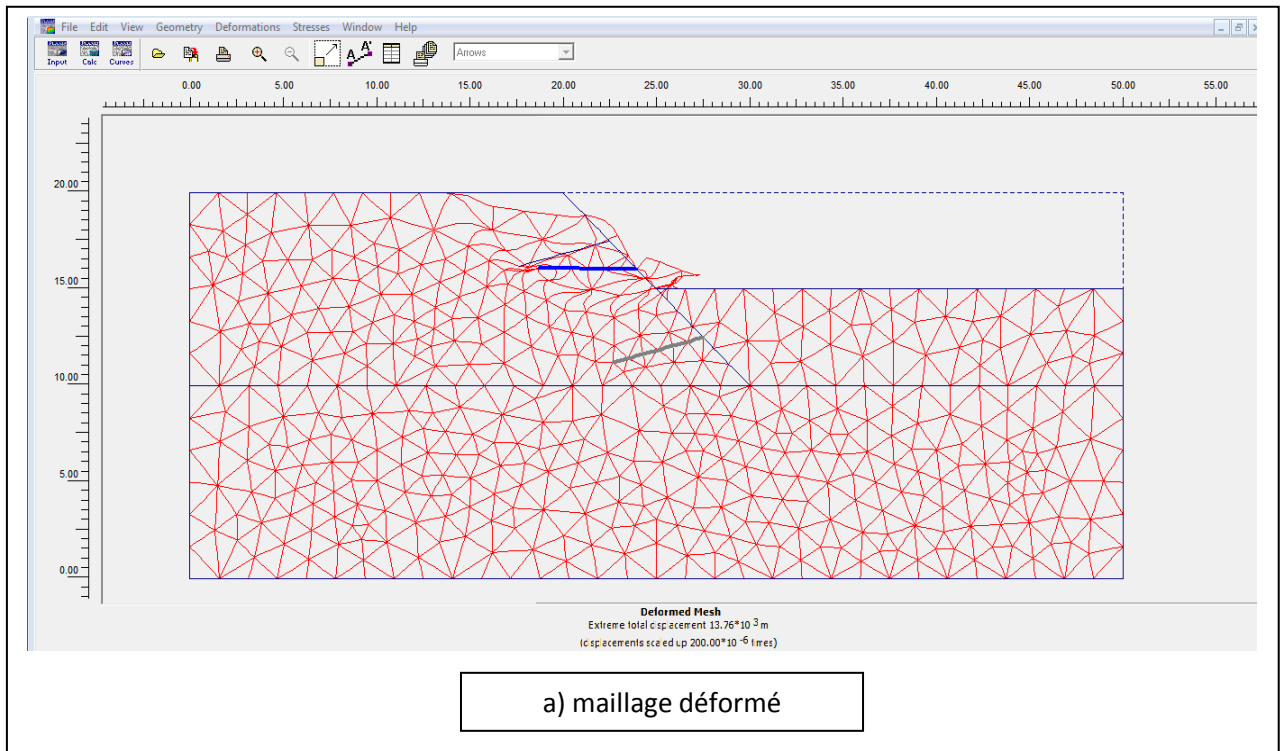 File Edit View Geometry Deformations Stresses Window Help
Input Calc Curves Arrows
0.00 5.00 10.00 15.00 20.00 25.00 30.00 35.00 40.00 45.00 50.00 55.00
20.00
15.00
10.00
5.00
0.00
Deformed Mesh
Extreme total displacement 13.76*10 3 m
(displacements scaled up 200.00*10 -6 times)
a) maillage déformé